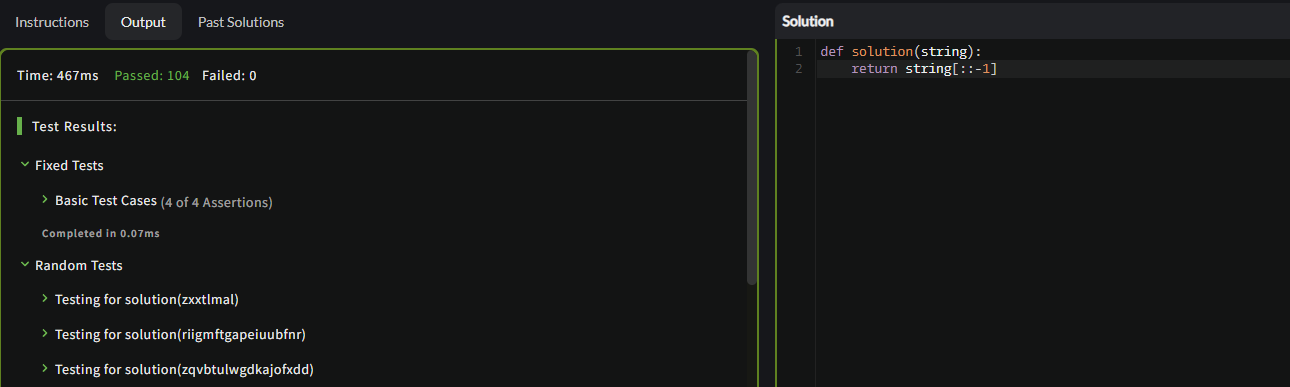 Instructions Output Past Solutions
Time: 467ms Passed: 104 Failed: 0
Test Results:
Fixed Tests
Basic Test Cases (4 of 4 Assertions)
Completed in 0.07ms
Random Tests
Testing for solution(zxxtlmal)
Testing for solution(riigmftgapeiuubfnr)
Testing for solution(zqvbtulwgdkajofxdd)
Solution
1 def solution(string):
2 return string[::-1]